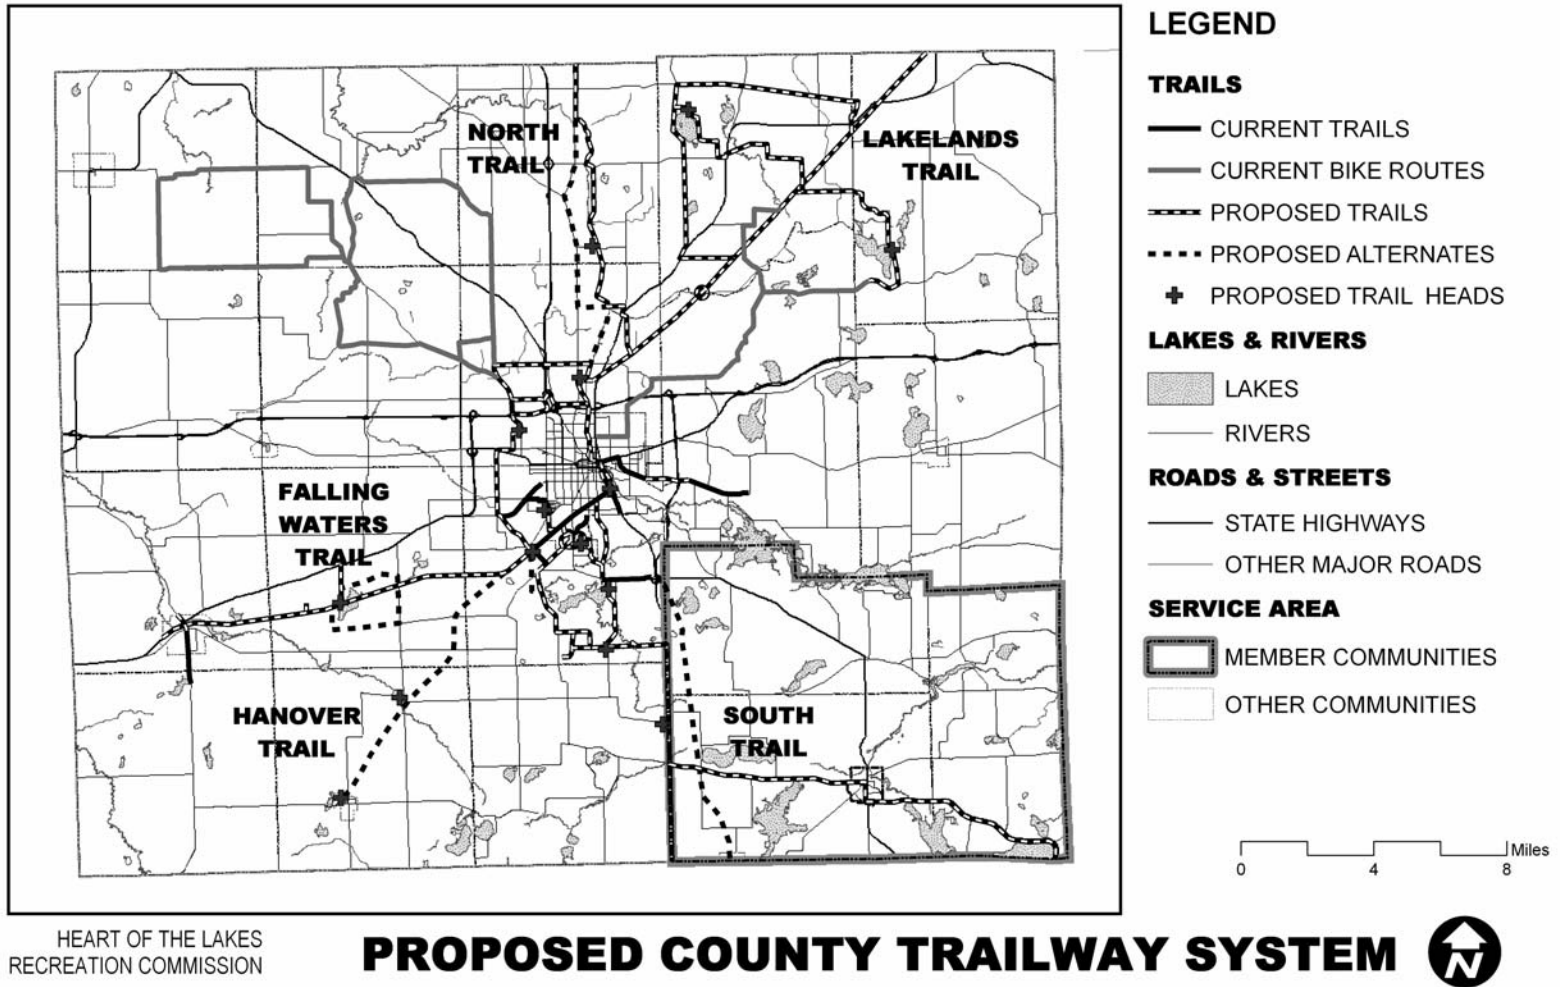 NORTH
TRAIL
LAKELANDS
TRAIL
FALLING
WATERS
TRAIL
HANOVER
TRAIL
SOUTH
TRAIL
LEGEND
TRAILS
CURRENT TRAILS
CURRENT BIKE ROUTES
PROPOSED TRAILS
PROPOSED ALTERNATES
PROPOSED TRAIL HEADS
LAKES & RIVERS
LAKES
RIVERS
ROADS & STREETS
STATE HIGHWAYS
OTHER MAJOR ROADS
SERVICE AREA
MEMBER COMMUNITIES
OTHER COMMUNITIES
Miles
0 4 8
HEART OF THE LAKES
RECREATION COMMISSION
PROPOSED COUNTY TRAILWAY SYSTEM
N